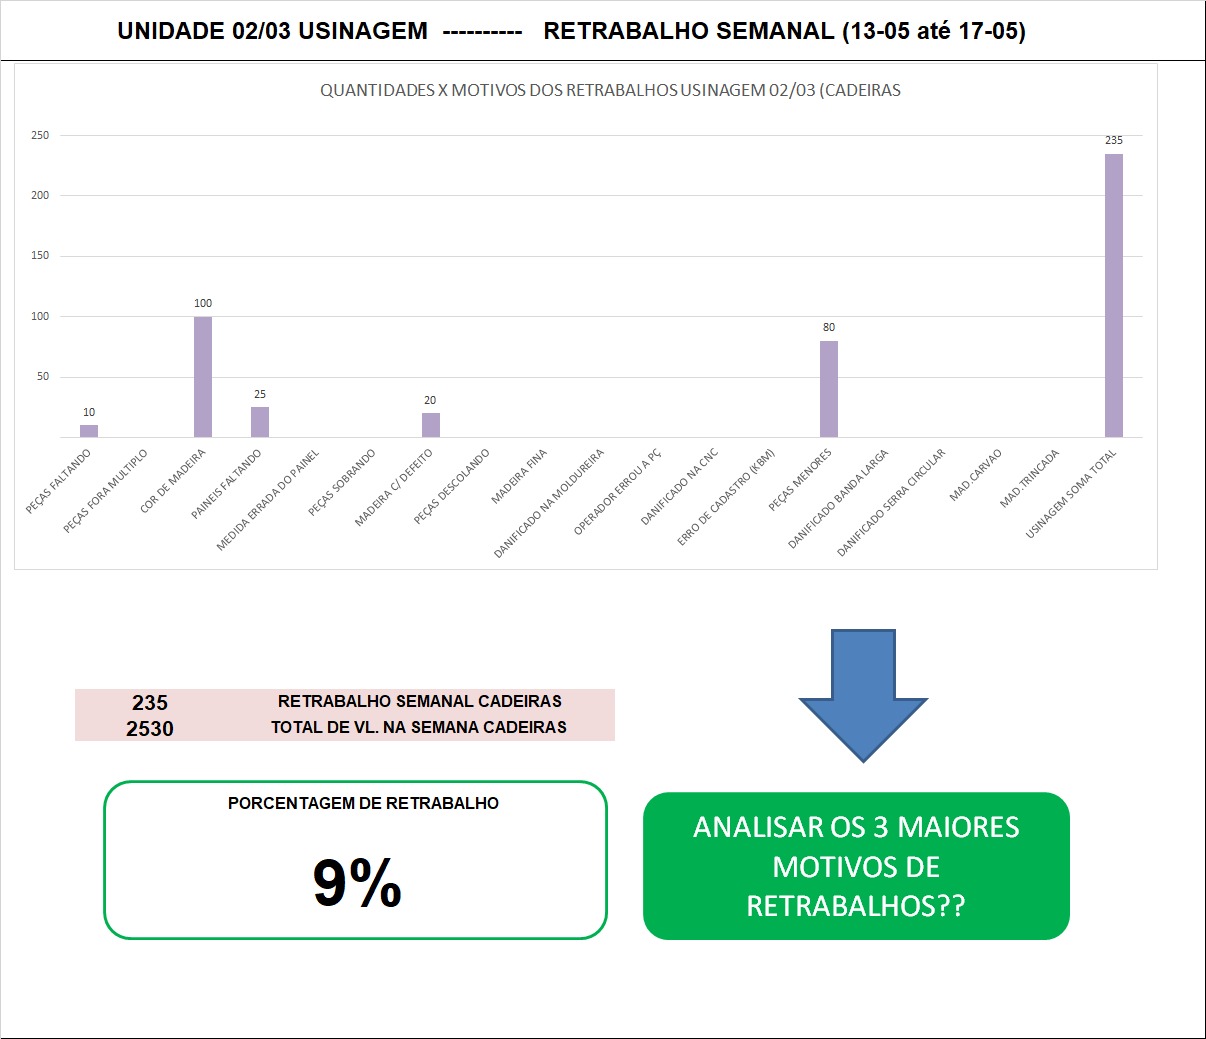 UNIDADE 02/03 USINAGEM ---------- RETRABALHO SEMANAL (13-05 até 17-05)
QUANTIDADES X MOTIVOS DOS RETRABALHOS USINAGEM 02/03 (CADEIRAS
250
200
150
100
50
10
100
25
20
80
235
PEÇAS FALTANDO
PEÇAS FORA MULTIPLO
COR DE MADEIRA
PAINEIS FALTANDO
MEDIDA ERRADA DO PAINEL
PEÇAS SOBRANDO
MADEIRA C/ DEFEITO
PEÇAS DESCOLANDO
MADEIRA FINA
DANIFICADO NA MOLDUREIRA
OPERADOR ERROU A PÇ
DANIFICADO NA CNC
ERRO DE CADASTRO (KBM)
PEÇAS MENORES
DANIFICADO BANDA LARGA
DANIFICADO SERRA CIRCULAR
MAD.CARVAO
MAD.TRINCADA
USINAGEM SOMA TOTAL
235 RETRABALHO SEMANAL CADEIRAS
2530 TOTAL DE VL. NA SEMANA CADEIRAS
PORCENTAGEM DE RETRABALHO
9%
ANALISAR OS 3 MAIORES
MOTIVOS DE
RETRABALHOS??